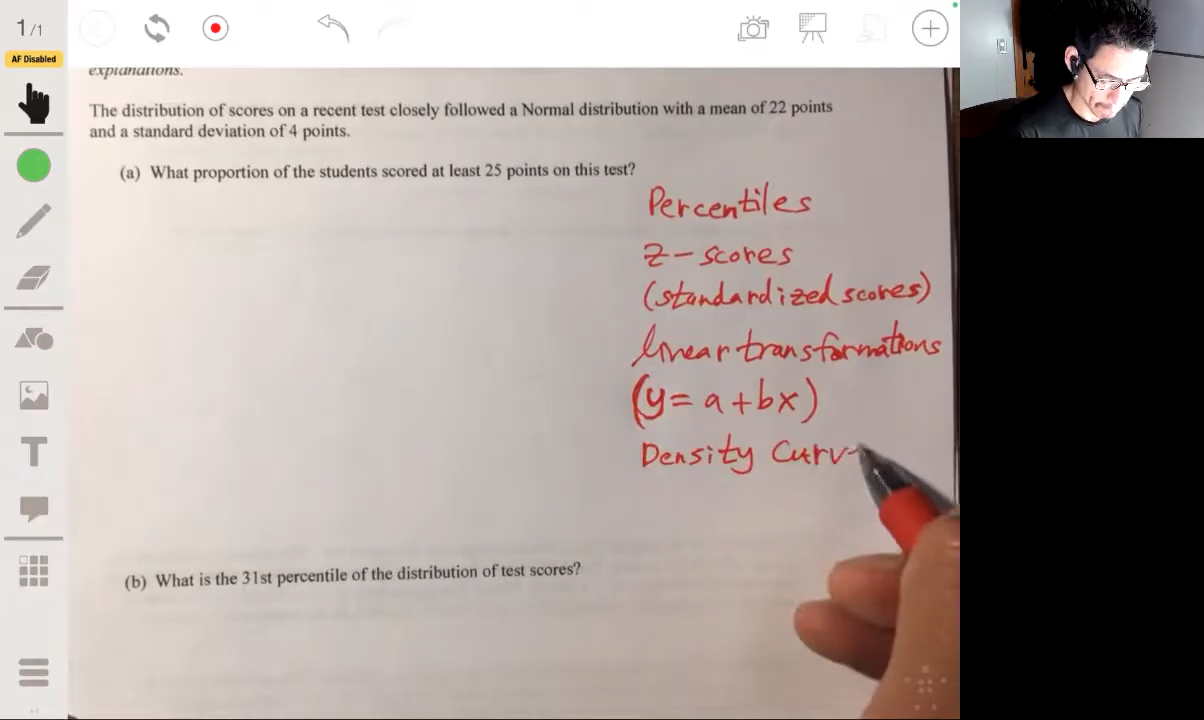 1/1
AF Disabled
explanations.
The distribution of scores on a recent test closely followed a Normal distribution with a mean of 22 points
and a standard deviation of 4 points.
(a) What proportion of the students scored at least 25 points on this test?
Percentiles
z-scores
(standardized scores)
linear transformations
(y = a + bx)
Density Curv
(b) What is the 31st percentile of the distribution of test scores?
T